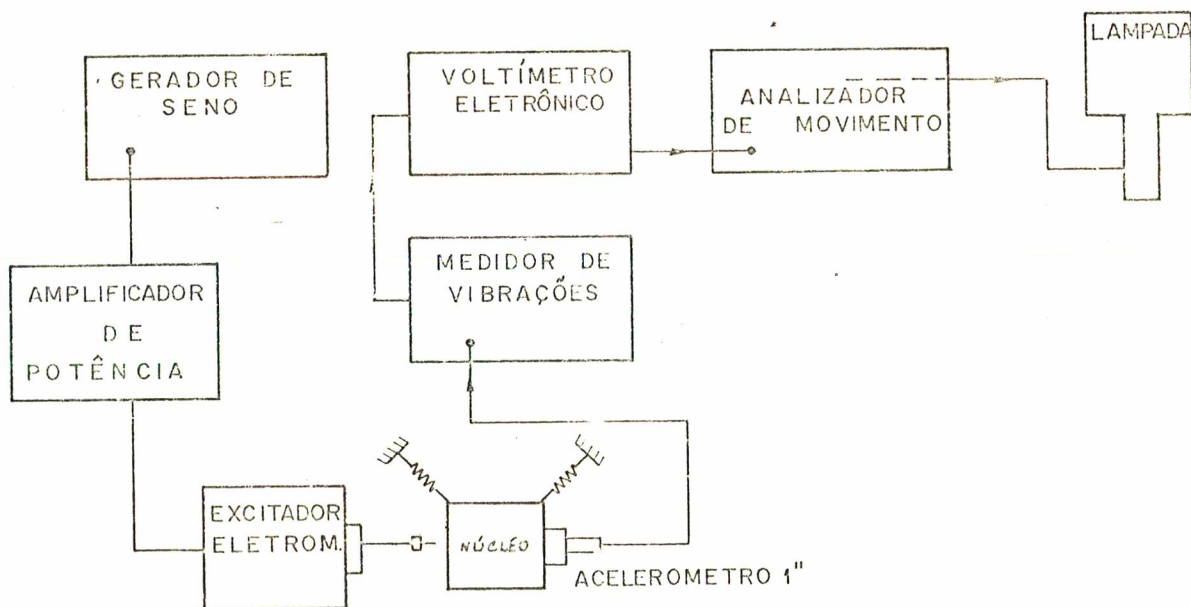 GERADOR DE
SENO
VOLTÍMETRO
ELETRÔNICO
ANALIZADOR
DE MOVIMENTO
LAMPADA
AMPLIFICADOR
DE
POTÊNCIA
MEDIDOR DE
VIBRAÇÕES
EXCITADOR
ELETROM.
NÚCLEO
ACELEROMETRO 1"